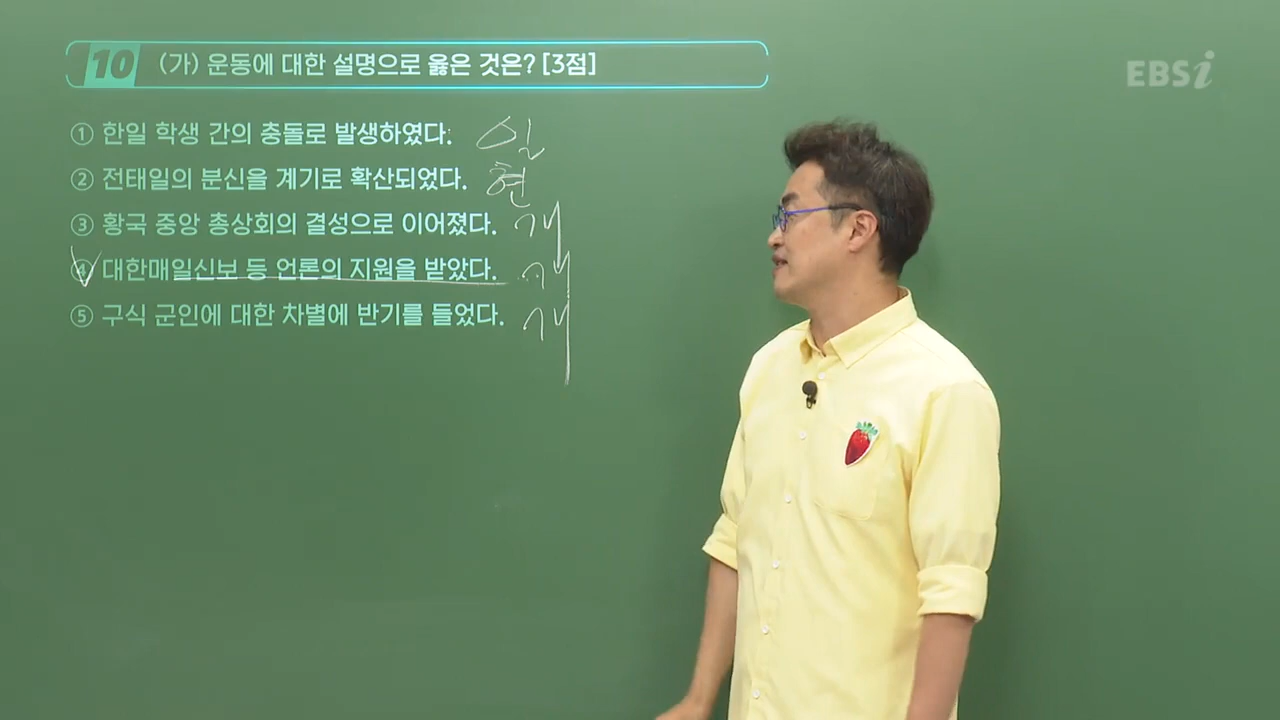 10 (가) 운동에 대한 설명으로 옳은 것은? [3점]
EBSi
① 한일 학생 간의 충돌로 발생하였다. 일
② 전태일의 분신을 계기로 확산되었다. 현
③ 황국 중앙 총상회의 결성으로 이어졌다. 개
④ 대한매일신보 등 언론의 지원을 받았다. 개
⑤ 구식 군인에 대한 차별에 반기를 들었다. 개